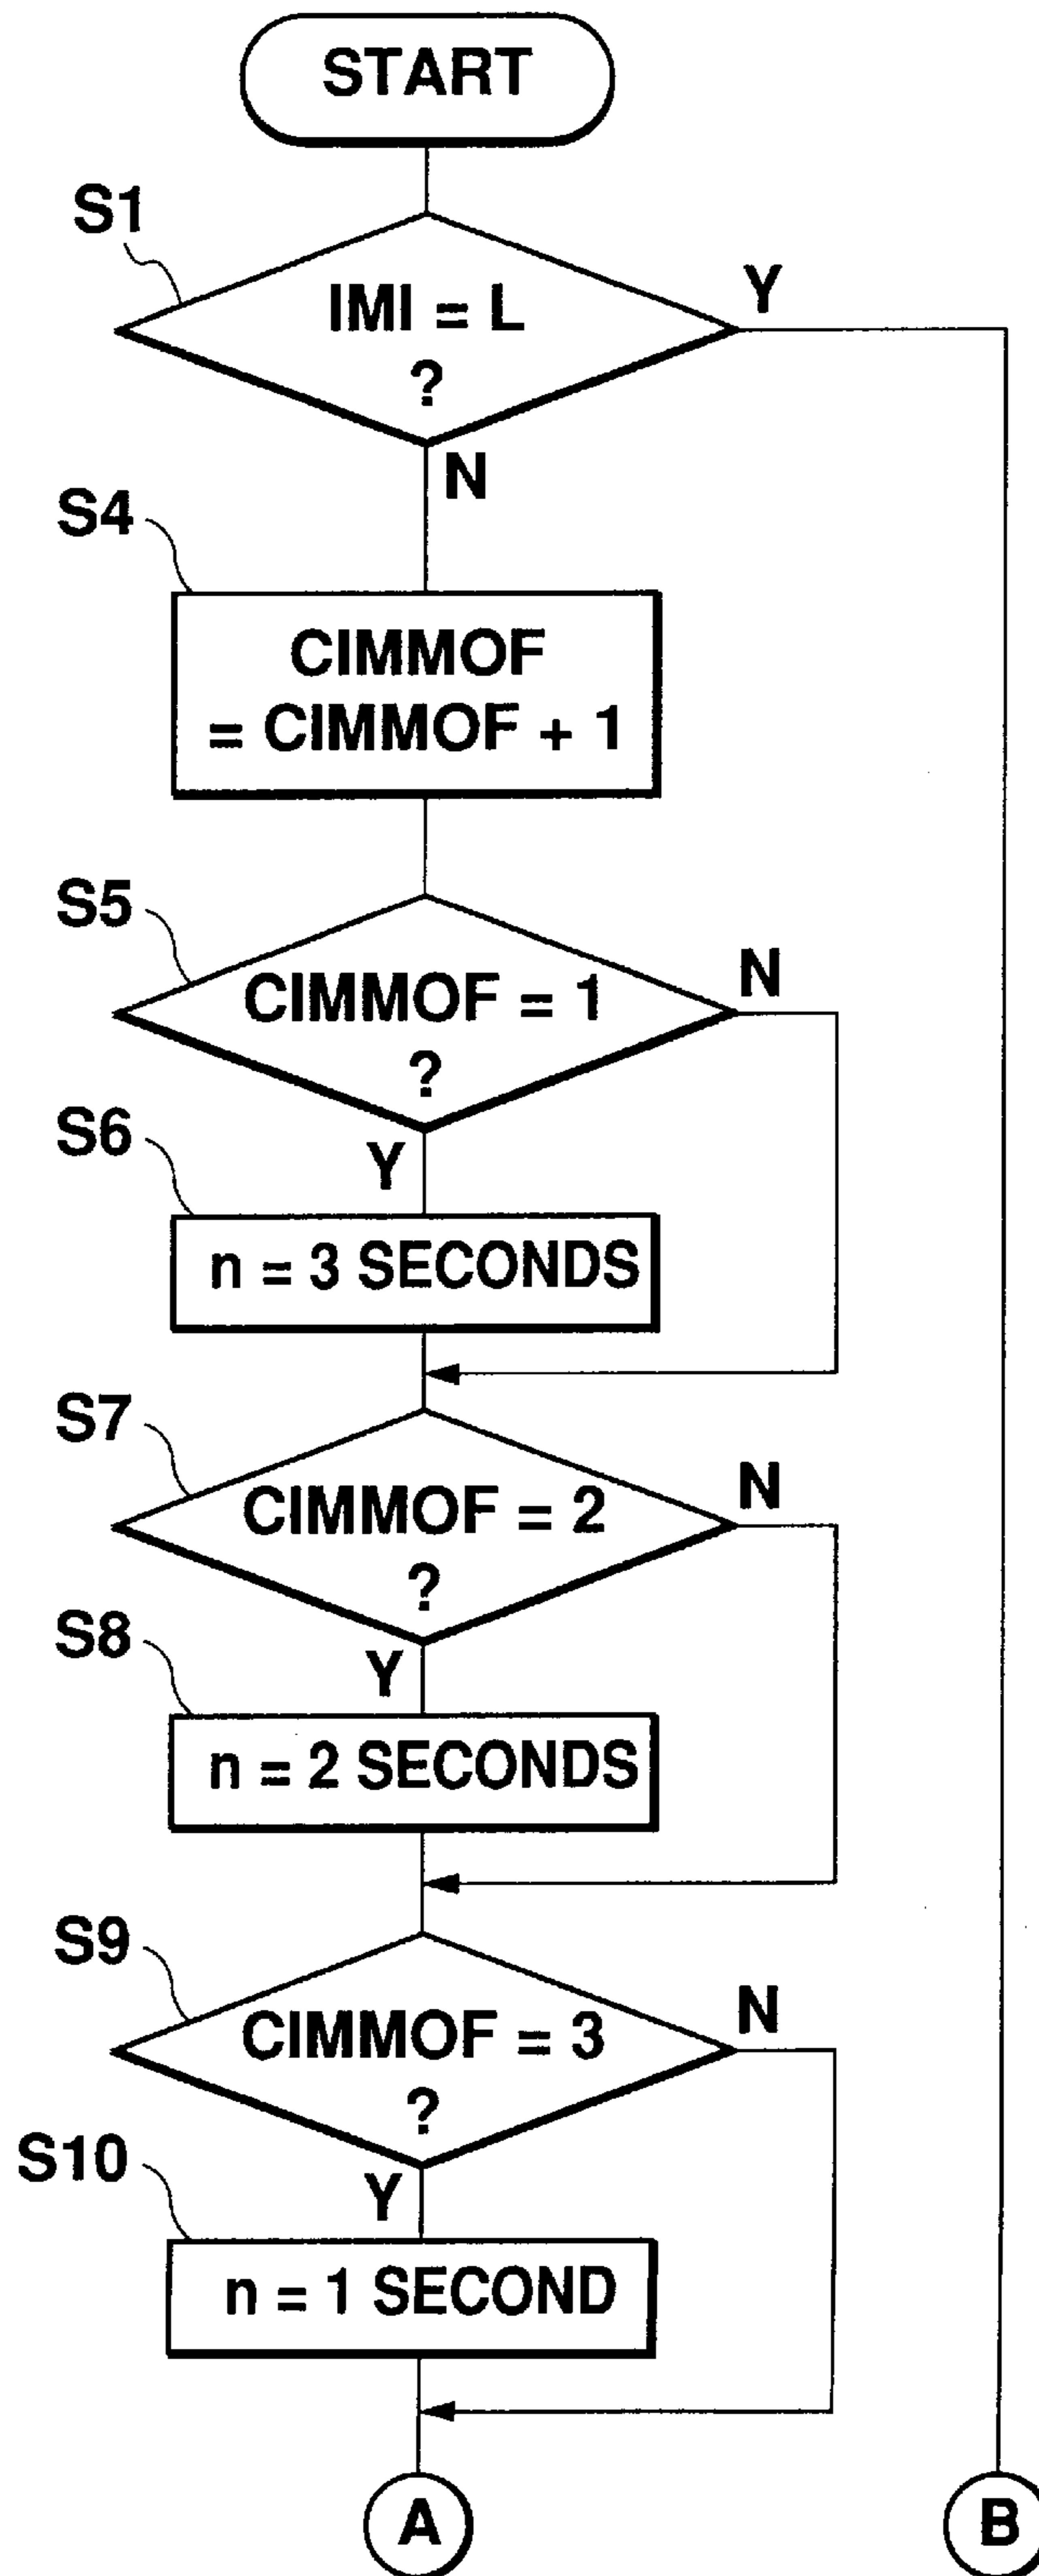 START
S1
IMI = L
?
Y
N
S4
CIMMOF
= CIMMOF + 1
S5
CIMMOF = 1
?
N
Y
S6
n = 3 SECONDS
S7
CIMMOF = 2
?
N
Y
S8
n = 2 SECONDS
S9
CIMMOF = 3
?
N
Y
S10
n = 1 SECOND
A
B